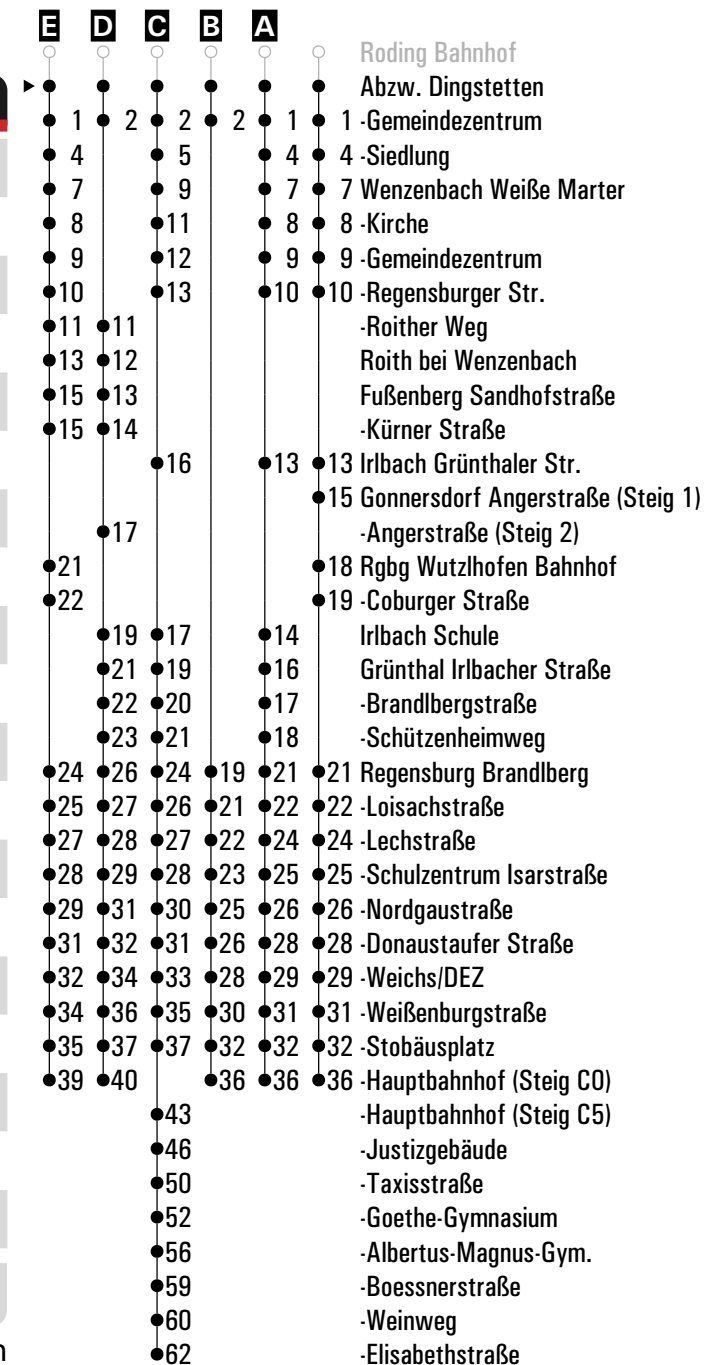 E D C B A
Roding Bahnhof
Abzw. Dingstetten
1 2 2 2 1 1 -Gemeindezentrum
4 5 4 4 -Siedlung
7 9 7 7 Wenzenbach Weiße Marter
8 11 8 8 -Kirche
9 12 9 9 -Gemeindezentrum
10 13 10 10 -Regensburger Str.
11 11 -Roither Weg
13 12 Roith bei Wenzenbach
15 13 Fußenberg Sandhofstraße
15 14 -Kürner Straße
16 13 13 Irlbach Grünthaler Str.
15 Gonnersdorf Angerstraße (Steig 1)
17 -Angerstraße (Steig 2)
21 18 Rgbg Wutzlhofen Bahnhof
22 19 -Coburger Straße
19 17 14 Irlbach Schule
21 19 16 Grünthal Irlbacher Straße
22 20 17 -Brandlbergstraße
23 21 18 -Schützenheimweg
24 26 24 19 21 21 Regensburg Brandlberg
25 27 26 21 22 22 -Loisachstraße
27 28 27 22 24 24 -Lechstraße
28 29 28 23 25 25 -Schulzentrum Isarstraße
29 31 30 25 26 26 -Nordgaustraße
31 32 31 26 28 28 -Donaustaufer Straße
32 34 33 28 29 29 -Weichs/DEZ
34 36 35 30 31 31 -Weißenburgstraße
35 37 37 32 32 32 -Stobäusplatz
39 40 36 36 36 -Hauptbahnhof (Steig C0)
43 -Hauptbahnhof (Steig C5)
46 -Justizgebäude
50 -Taxisstraße
52 -Goethe-Gymnasium
56 -Albertus-Magnus-Gym.
59 -Boessnerstraße
60 -Weinweg
62 -Elisabethstraße